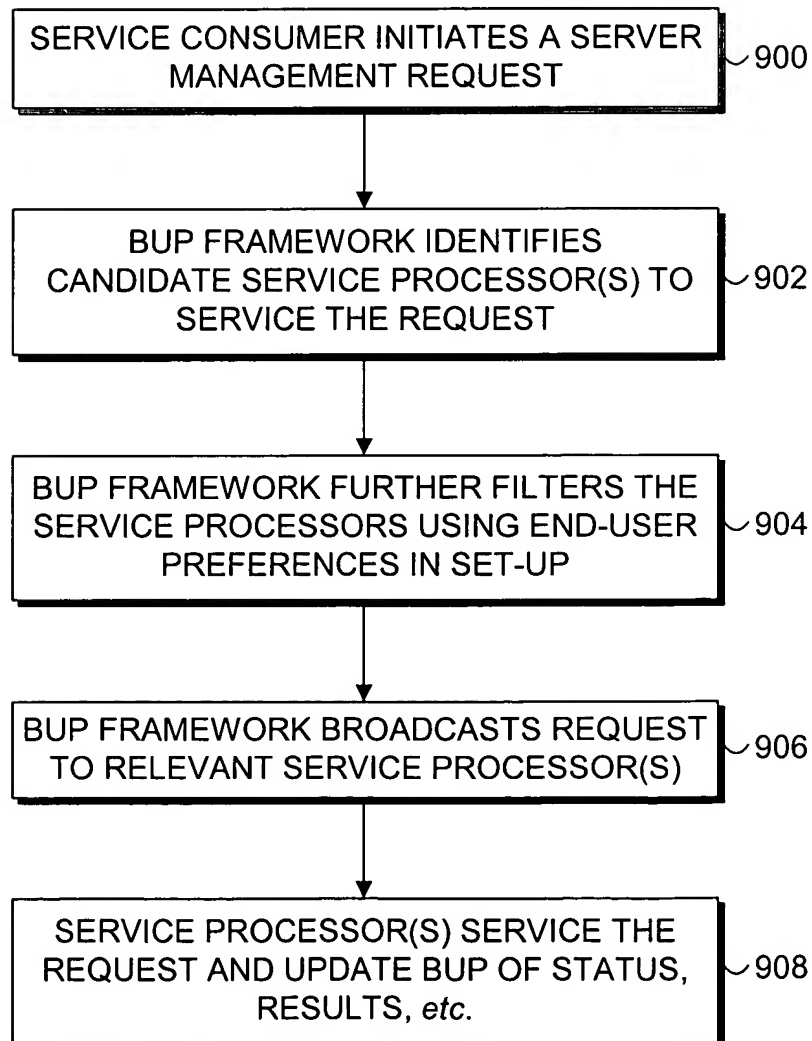 SERVICE CONSUMER INITIATES A SERVER
MANAGEMENT REQUEST
900
BUP FRAMEWORK IDENTIFIES
CANDIDATE SERVICE PROCESSOR(S) TO
SERVICE THE REQUEST
902
BUP FRAMEWORK FURTHER FILTERS THE
SERVICE PROCESSORS USING END-USER
PREFERENCES IN SET-UP
904
BUP FRAMEWORK BROADCASTS REQUEST
TO RELEVANT SERVICE PROCESSOR(S)
906
SERVICE PROCESSOR(S) SERVICE THE
REQUEST AND UPDATE BUP OF STATUS,
RESULTS, etc.
908